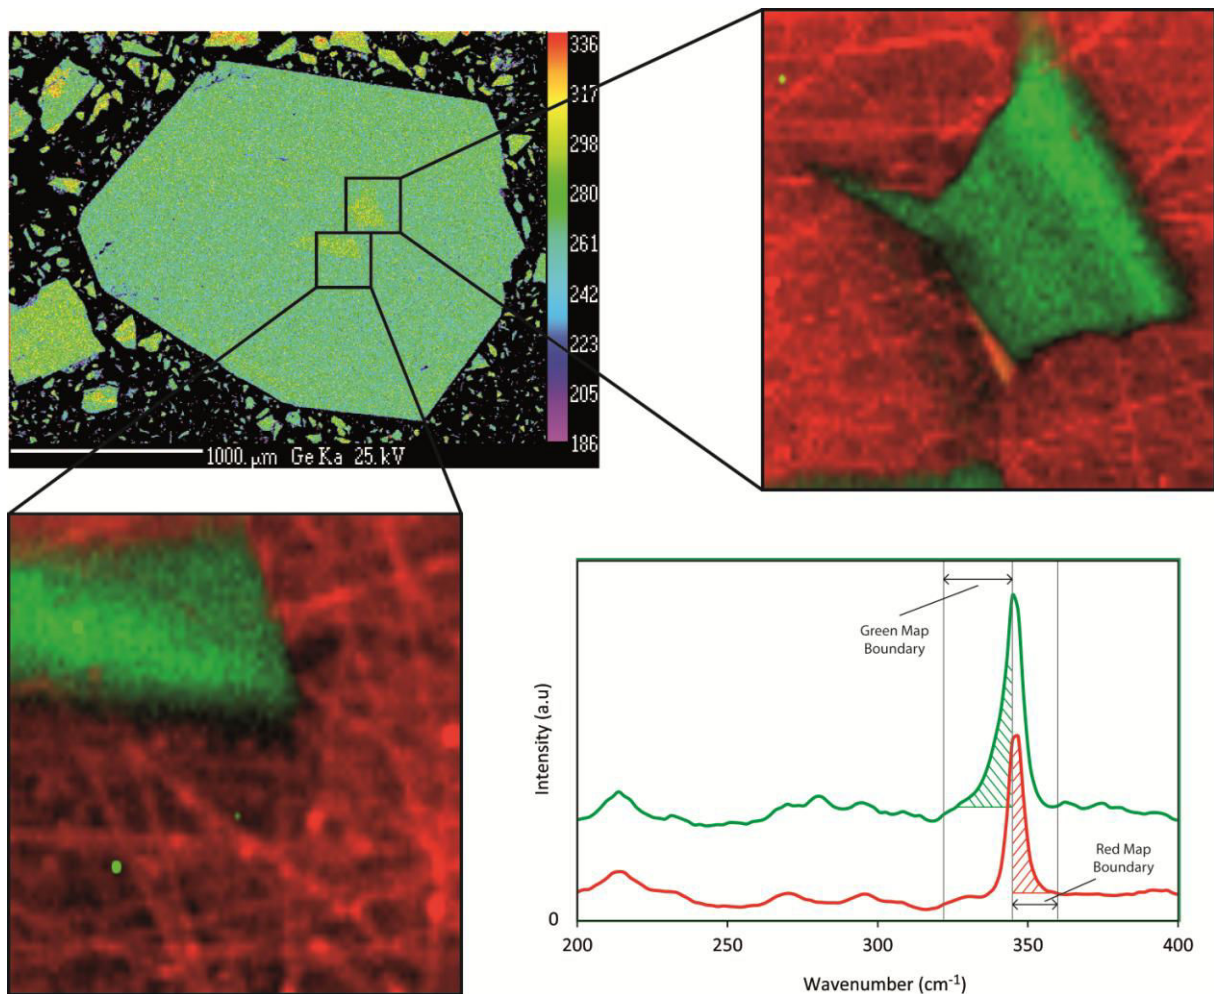 336
317
298
280
261
242
223
205
186
1000. μm Ge Ka 25. kV
Green Map
Boundary
Intensity (a.u)
Red Map
Boundary
0
200 250 300 350 400
Wavenumber (cm⁻¹)